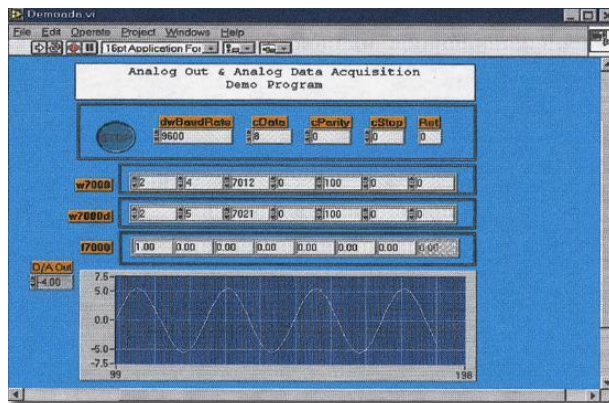 Demoada.vi
File Edit Operate Project Windows Help
16pt Application For
Analog Out & Analog Data Acquisition
Demo Program
dwBaudRate cData cParity cStop Ret
STOP 9600 8 0 0 0
w7000 2 4 7012 0 100 0 0
w7000d 2 5 7021 0 100 0 0
f7000 1.00 0.00 0.00 0.00 0.00 0.00 0.00 0.00
D/A Out
-4.00
7.5
5.0
0.0
-5.0
-7.5
99 198